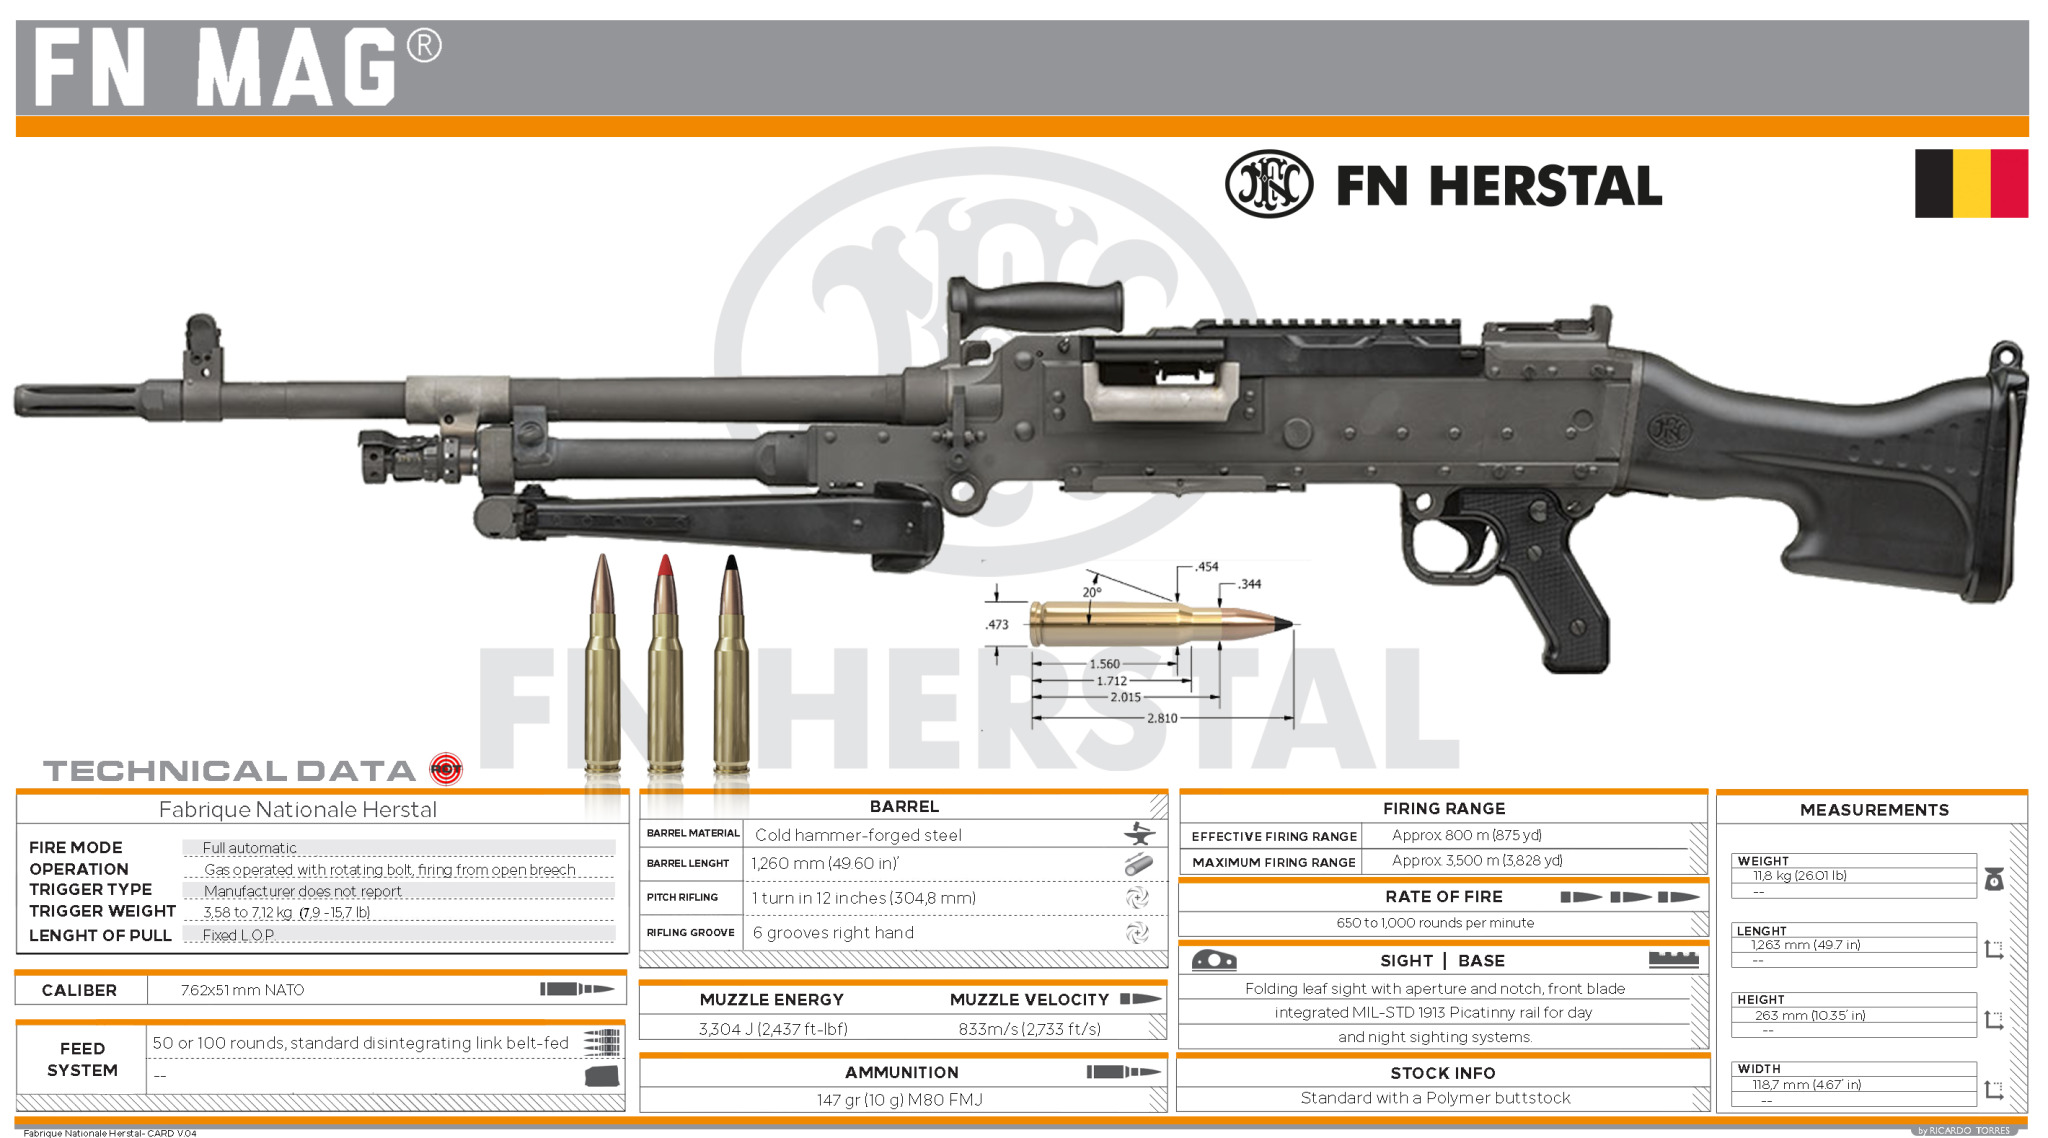 FN MAG®
FN HERSTAL
.454
.344
20°
.473
1.560
1.712
2.015
2.810
FN HERSTAL
TECHNICAL DATA
Fabrique Nationale Herstal
FIRE MODE Full automatic
OPERATION Gas operated with rotating bolt, firing from open breech
TRIGGER TYPE Manufacturer does not report
TRIGGER WEIGHT 3,58 to 7,12 kg (7,9 -15,7 lb)
LENGHT OF PULL Fixed L.O.P.
CALIBER 7.62x51 mm NATO
FEED SYSTEM 50 or 100 rounds, standard disintegrating link belt-fed
--
BARREL
BARREL MATERIAL Cold hammer-forged steel
BARREL LENGHT 1,260 mm (49.60 in)'
PITCH RIFLING 1 turn in 12 inches (304,8 mm)
RIFLING GROOVE 6 grooves right hand
MUZZLE ENERGY MUZZLE VELOCITY
3,304 J (2,437 ft-lbf) 833m/s (2,733 ft/s)
AMMUNITION
147 gr (10 g) M80 FMJ
FIRING RANGE
EFFECTIVE FIRING RANGE Approx 800 m (875 yd)
MAXIMUM FIRING RANGE Approx 3,500 m (3,828 yd)
RATE OF FIRE
650 to 1,000 rounds per minute
SIGHT | BASE
Folding leaf sight with aperture and notch, front blade
integrated MIL-STD 1913 Picatinny rail for day
and night sighting systems.
STOCK INFO
Standard with a Polymer buttstock
MEASUREMENTS
WEIGHT
11,8 kg (26.01 lb)
--
LENGHT
1,263 mm (49.7 in)
--
HEIGHT
263 mm (10.35' in)
--
WIDTH
118,7 mm (4.67' in)
--
Fabrique Nationale Herstal- CARD V.04
by RICARDO TORRES